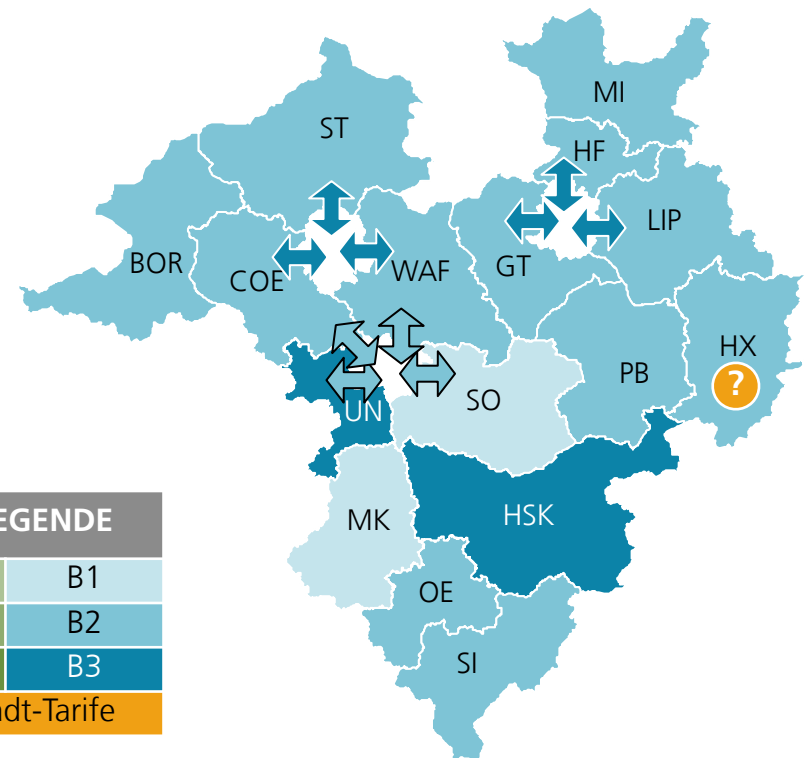 MI
ST
HF
LIP
BOR
COE
WAF
GT
HX
PB
?
SO
UN
MK
HSK
OE
SI
EGENDE
B1
B2
B3
dt-Tarife